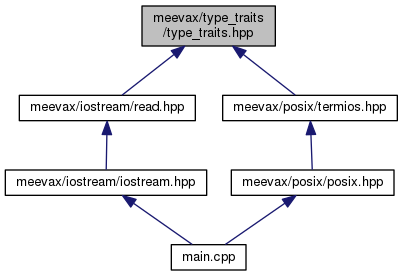 meevax/type_traits
/type_traits.hpp
meevax/iostream/read.hpp
meevax/posix/termios.hpp
meevax/iostream/iostream.hpp
meevax/posix/posix.hpp
main.cpp